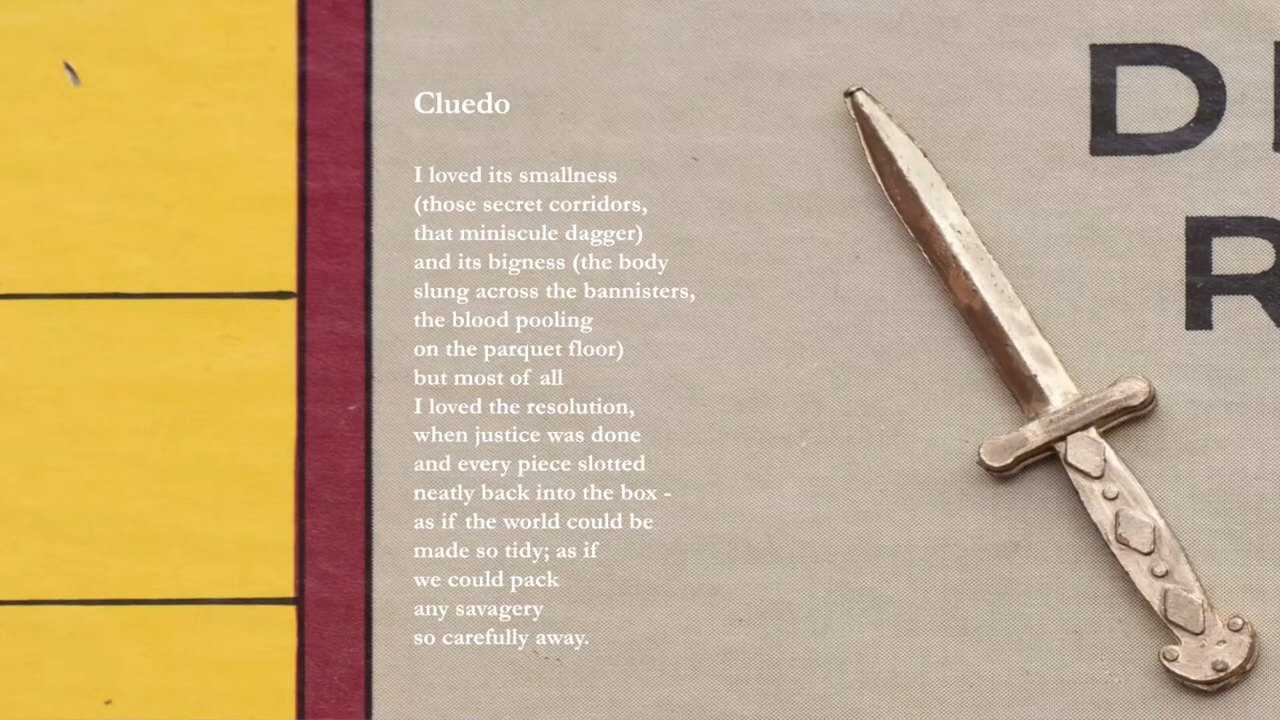 Cluedo
I loved its smallness
(those secret corridors,
that miniscule dagger)
and its bigness (the body
slung across the bannisters,
the blood pooling
on the parquet floor)
but most of all
I loved the resolution,
when justice was done
and every piece slotted
neatly back into the box -
as if the world could be
made so tidy; as if
we could pack
any savagery
so carefully away.
D
R